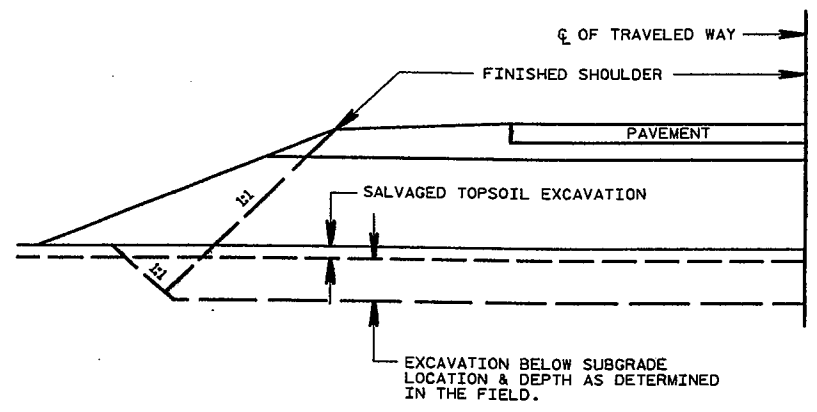 ℄ OF TRAVELED WAY
FINISHED SHOULDER
PAVEMENT
1:1
SALVAGED TOPSOIL EXCAVATION
1:1
EXCAVATION BELOW SUBGRADE
LOCATION & DEPTH AS DETERMINED
IN THE FIELD.